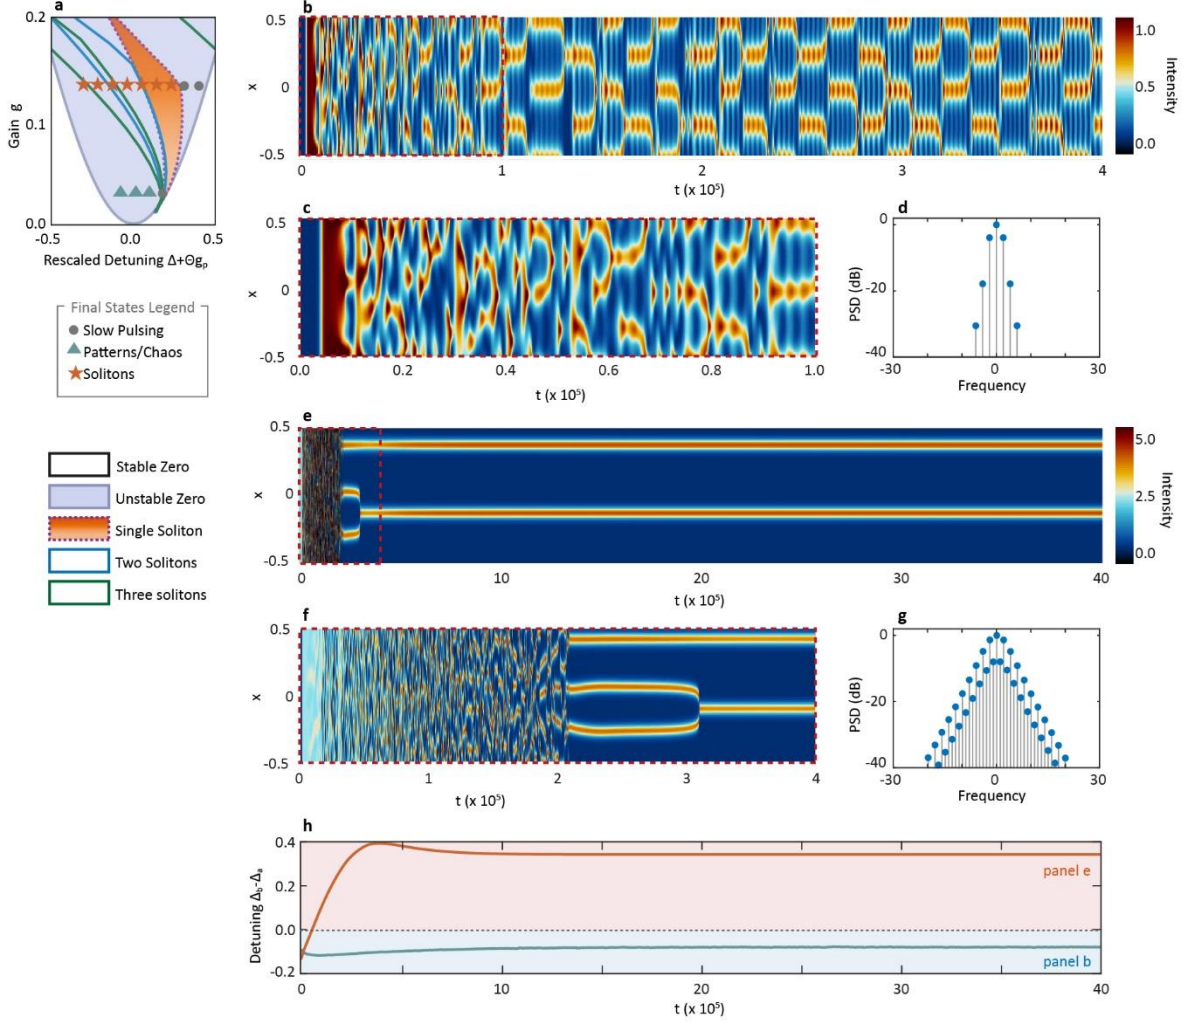 a
0.2
0.1
0.0
Gain g
-0.5
0.0
0.5
Rescaled Detuning Δ+Θgₚ
Final States Legend
Slow Pulsing
Patterns/Chaos
Solitons
Stable Zero
Unstable Zero
Single Soliton
Two Solitons
Three solitons
b
0.5
0
-0.5
x
0
1
2
3
4
t (x 10⁵)
1.0
0.5
0.0
Intensity
c
0.5
0
-0.5
x
0.0
0.2
0.4
0.6
0.8
1.0
t (x 10⁵)
d
0
-20
-40
PSD (dB)
-30
0
30
Frequency
e
0.5
0
-0.5
x
0
10
20
30
40
t (x 10⁵)
5.0
2.5
0.0
Intensity
f
0.5
0
-0.5
x
0
1
2
3
4
t (x 10⁵)
g
0
-20
-40
PSD (dB)
-30
0
30
Frequency
h
0.4
0.2
0.0
-0.2
Detuning Δ_b-Δ_a
panel e
panel b
0
10
20
30
40
t (x 10⁵)